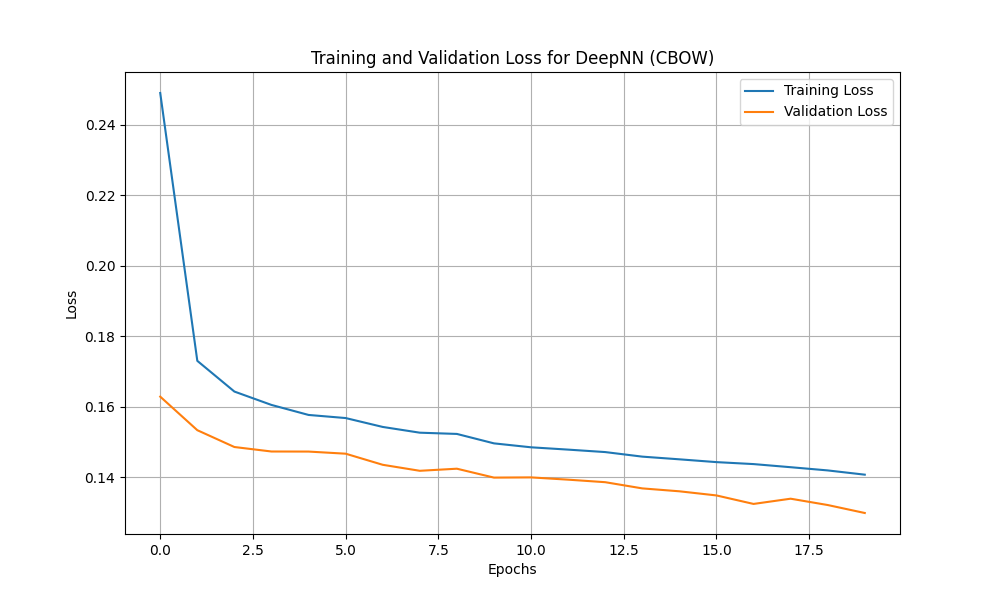 Training and Validation Loss for DeepNN (CBOW)
Training Loss
Validation Loss
0.24
0.22
0.20
0.18
0.16
0.14
Loss
0.0 2.5 5.0 7.5 10.0 12.5 15.0 17.5
Epochs